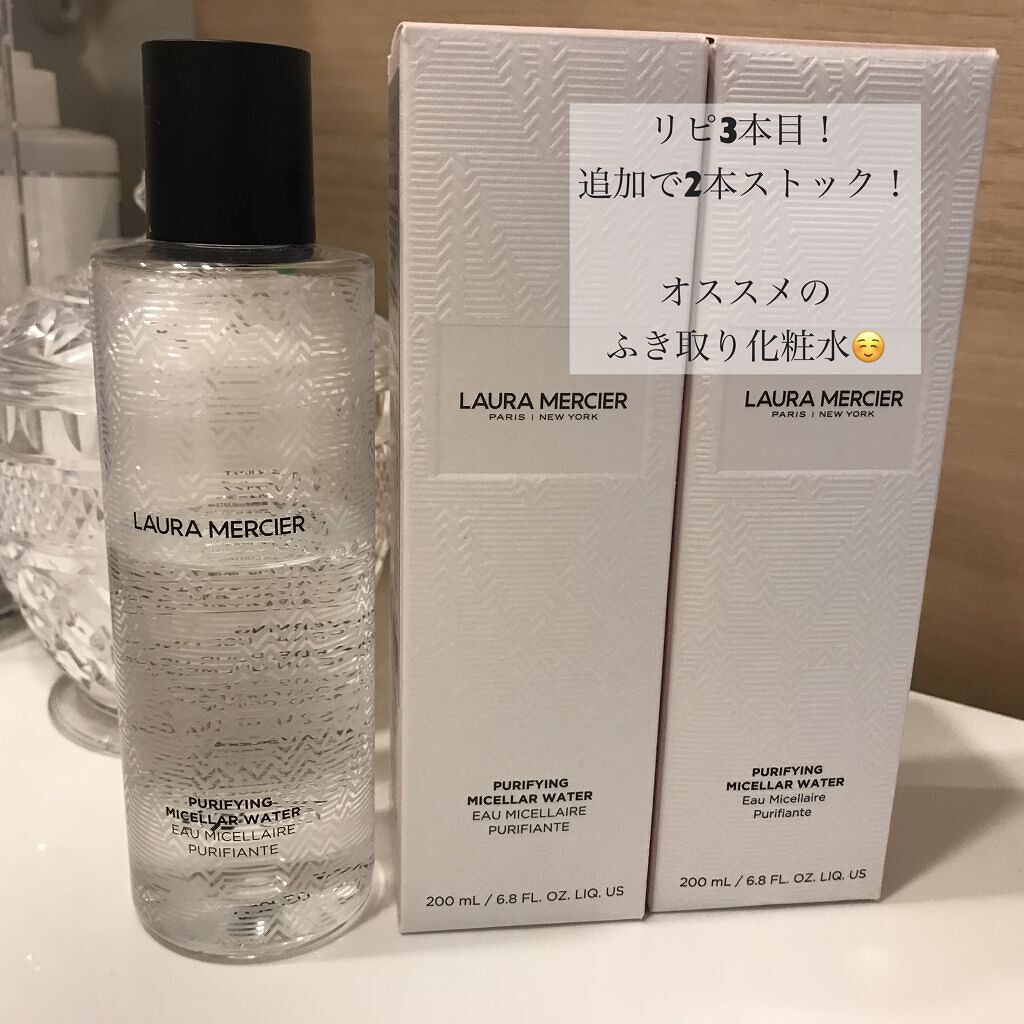 リピ3本目！
追加で2本ストック！
オススメの
ふき取り化粧水☺️
LAURA MERCIER
PURIFYING
MICELLAR WATER
EAU MICELLAIRE
PURIFIANTE
LAURA MERCIER
PARIS | NEW YORK
PURIFYING
MICELLAR WATER
EAU MICELLAIRE
PURIFIANTE
200 mL / 6.8 FL. OZ. LIQ. US
LAURA MERCIER
PARIS | NEW YORK
PURIFYING
MICELLAR WATER
Eau Micellaire
Purifiante
200 mL / 6.8 FL. OZ. LIQ. US